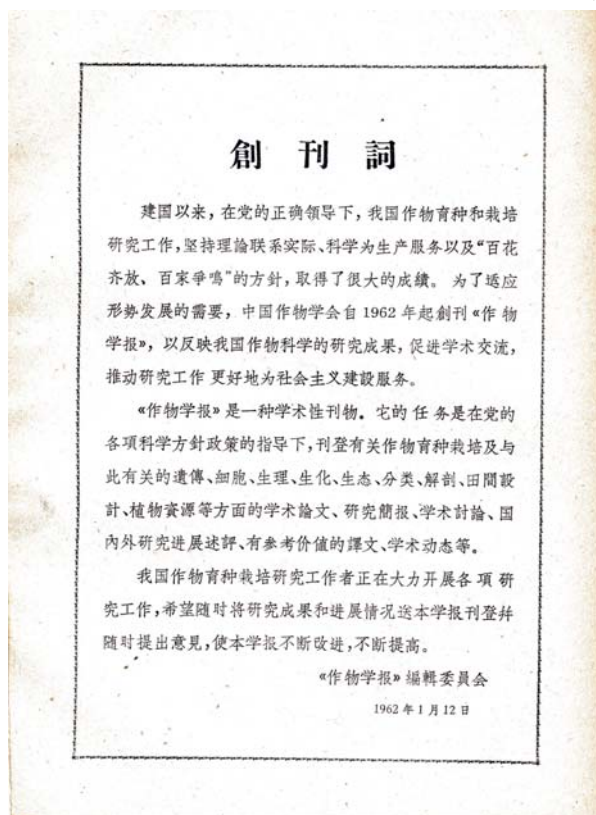 創刊詞
建国以来，在党的正确領导下，我国作物育种和栽培
研究工作，坚持理論联系实际、科学为生产服务以及“百花
齐放、百家爭鸣”的方針，取得了很大的成績。为了适应
形势发展的需要，中国作物学会自1962年起創刊《作物
学报》，以反映我国作物科学的研究成果，促进学术交流，
推动研究工作更好地为社会主义建設服务。
《作物学报》是一种学术性刊物。它的任务是在党的
各項科学方針政策的指导下，刊登有关作物育种栽培及与
此有关的遺傳、細胞、生理、生化、生态、分类、解剖、田間設
計、植物資源等方面的学术論文、研究簡报、学术討論、国
內外研究进展述評、有参考价值的譯文、学术动态等。
我国作物育种栽培研究工作者正在大力开展各項研
究工作，希望随时将研究成果和进展情况送本学报刊登幷
随时提出意見，使本学报不断改进，不断提高。
《作物学报》編輯委員会
1962年1月12日